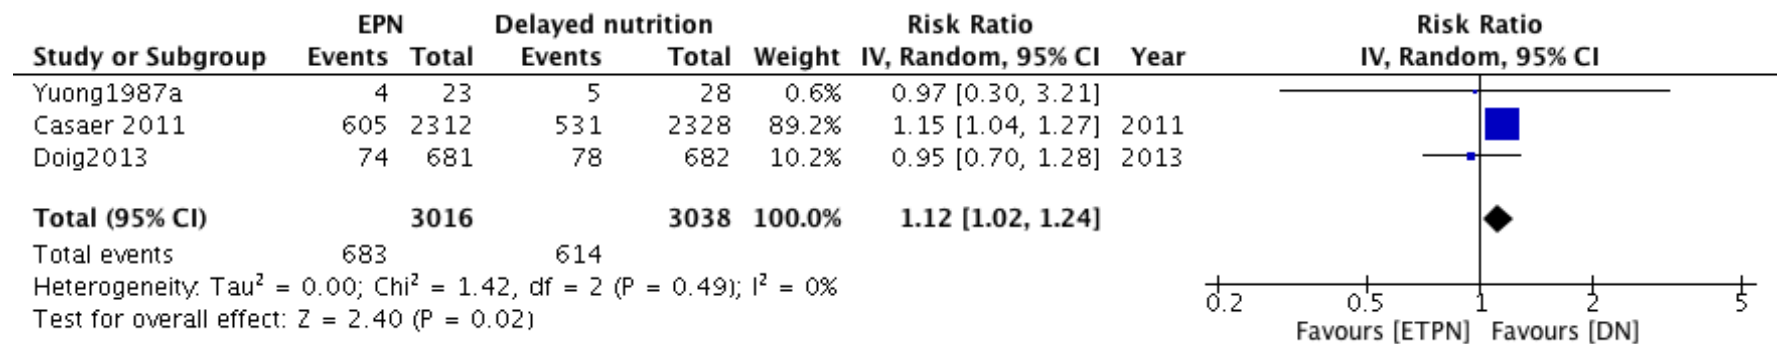 EPN Delayed nutrition Risk Ratio Risk Ratio
Study or Subgroup Events Total Events Total Weight IV, Random, 95% CI Year IV, Random, 95% CI
Yuong1987a 4 23 5 28 0.6% 0.97 [0.30, 3.21]
Casaer 2011 605 2312 531 2328 89.2% 1.15 [1.04, 1.27] 2011
Doig2013 74 681 78 682 10.2% 0.95 [0.70, 1.28] 2013
Total (95% CI) 3016 3038 100.0% 1.12 [1.02, 1.24]
Total events 683 614
Heterogeneity: Tau² = 0.00; Chi² = 1.42, df = 2 (P = 0.49); I² = 0%
Test for overall effect: Z = 2.40 (P = 0.02)
0.2 0.5 1 2 5
Favours [ETPN] Favours [DN]